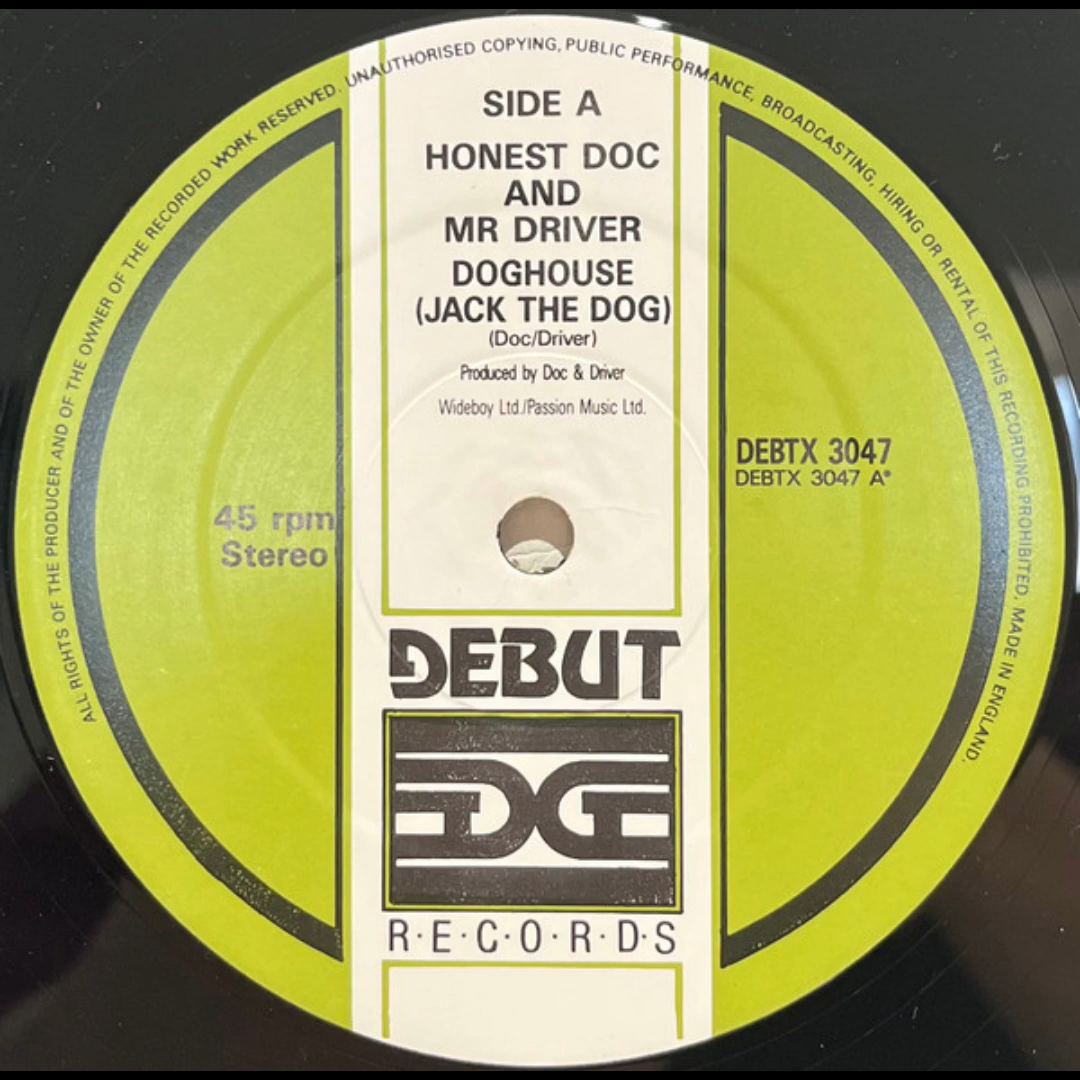 ALL RIGHTS OF THE PRODUCER AND OF THE OWNER OF THE RECORDED WORK RESERVED. UNAUTHORISED COPYING, PUBLIC PERFORMANCE, BROADCASTING, HIRING OR RENTAL OF THIS RECORDING PROHIBITED. MADE IN ENGLAND.
SIDE A
HONEST DOC
AND
MR DRIVER
DOGHOUSE
(JACK THE DOG)
(Doc/Driver)
Produced by Doc & Driver
Wideboy Ltd./Passion Music Ltd.
45 rpm
Stereo
DEBTX 3047
DEBTX 3047 A*
DEBUT
R·E·C·O·R·D·S